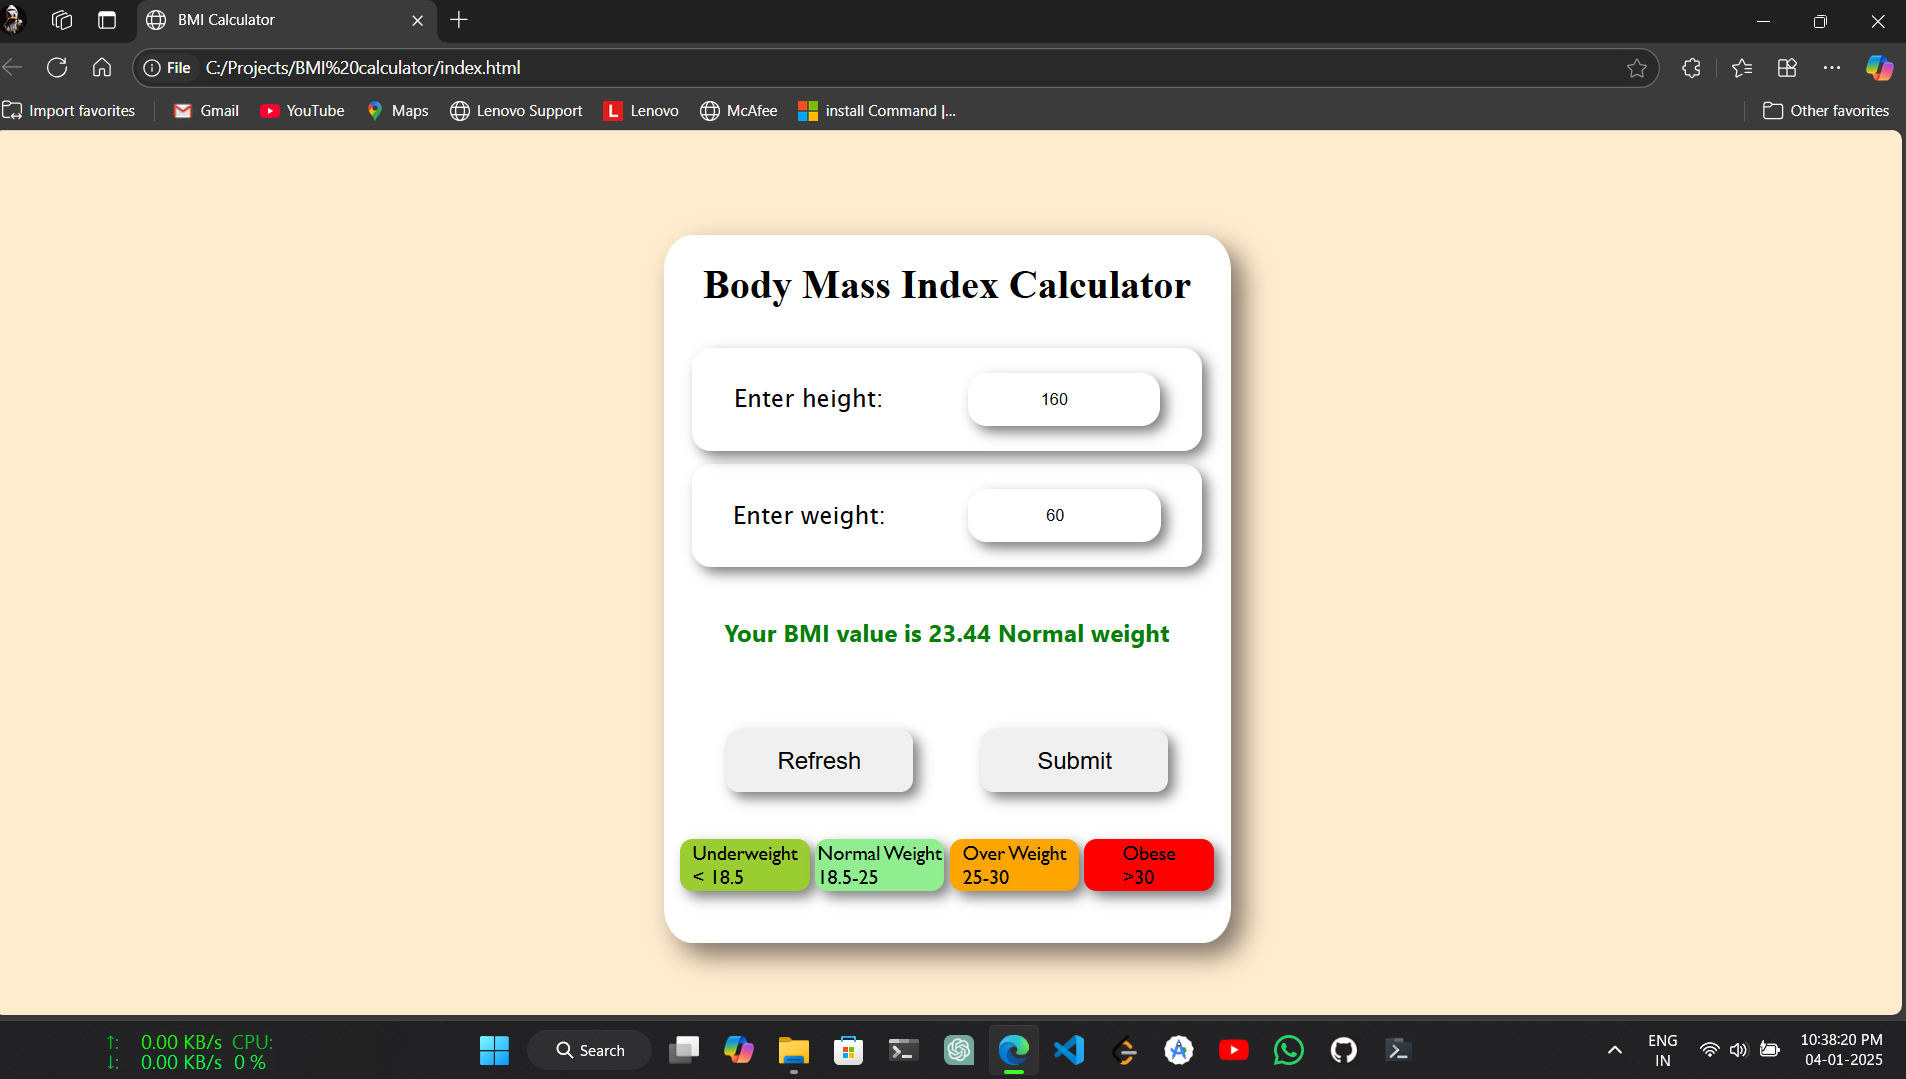 BMI Calculator
File C:/Projects/BMI%20calculator/index.html
Import favorites Gmail YouTube Maps Lenovo Support L Lenovo McAfee install Command |... Other favorites
Body Mass Index Calculator
Enter height: 160
Enter weight: 60
Your BMI value is 23.44 Normal weight
Refresh Submit
Underweight Normal Weight Over Weight Obese
< 18.5 18.5-25 25-30 >30
↑: 0.00 KB/s CPU:
↓: 0.00 KB/s 0 %
Search
ENG
IN
10:38:20 PM
04-01-2025